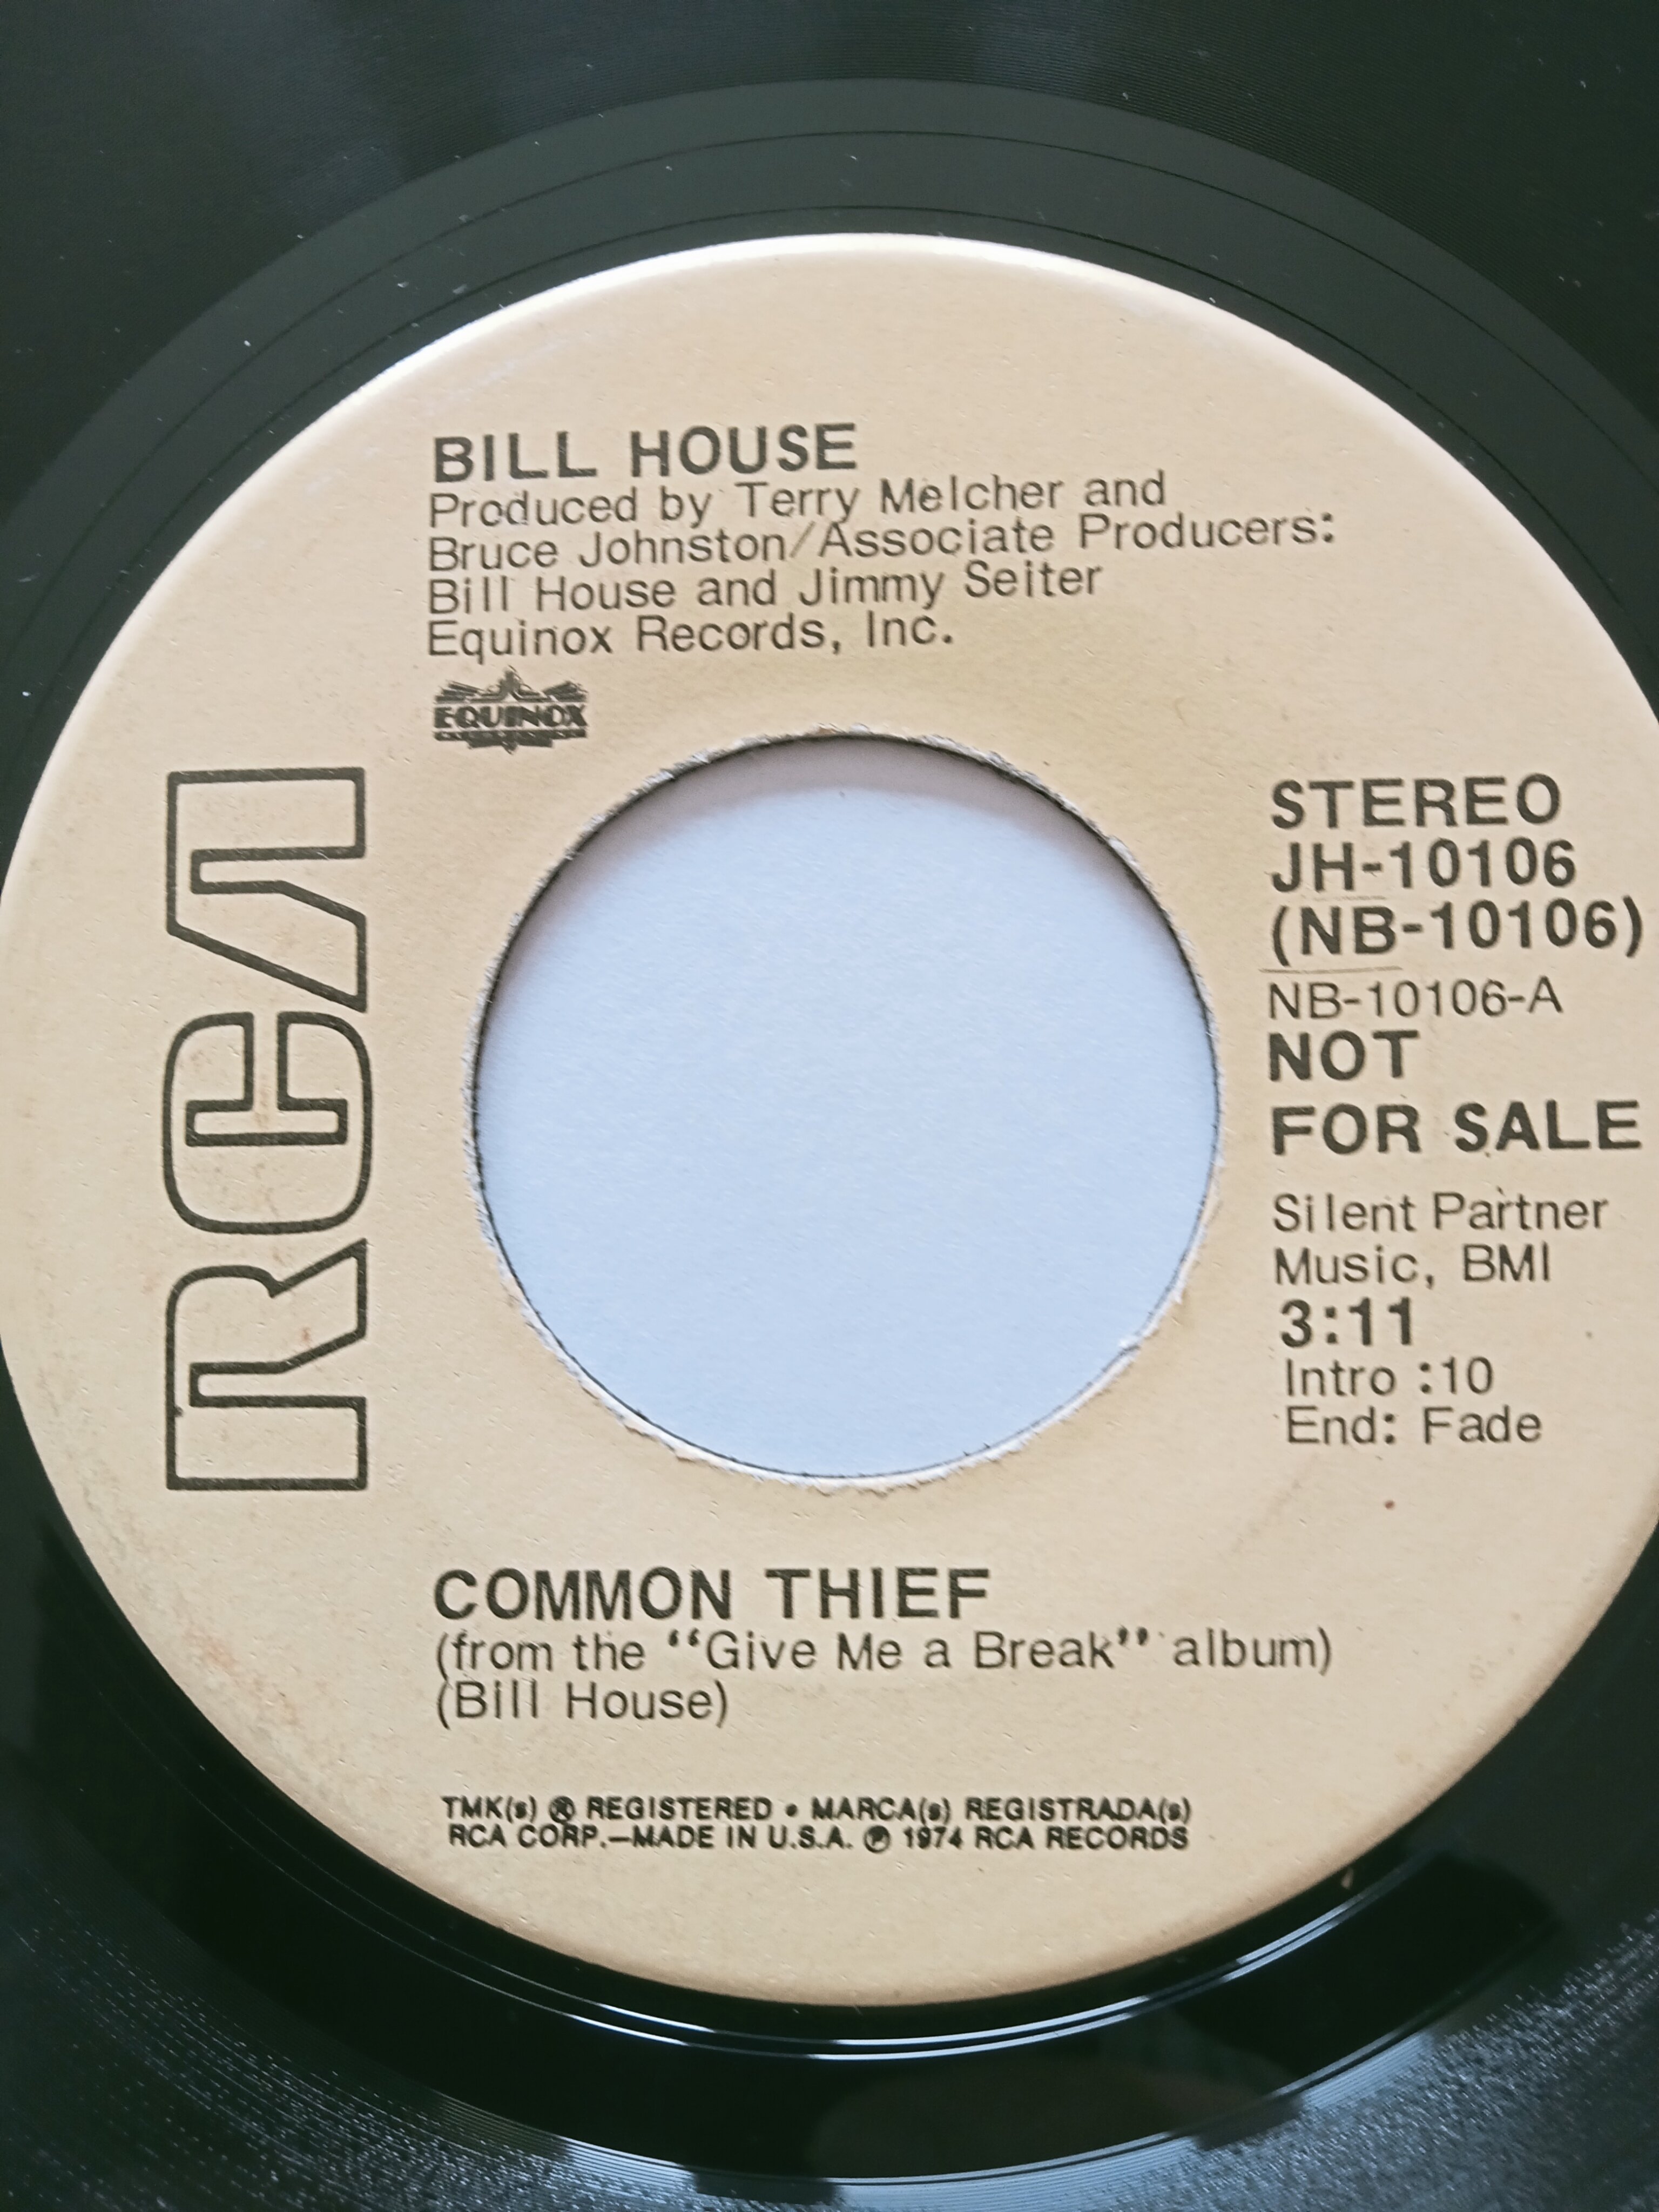 BILL HOUSE
Produced by Terry Melcher and
Bruce Johnston/Associate Producers:
Bill House and Jimmy Seiter
Equinox Records, Inc.
EQUINOX
RCA
STEREO
JH-10106
(NB-10106)
NB-10106-A
NOT
FOR SALE
Silent Partner
Music, BMI
3:11
Intro :10
End: Fade
COMMON THIEF
(from the “Give Me a Break” album)
(Bill House)
TMK(s) ® REGISTERED • MARCA(s) REGISTRADA(s)
RCA CORP.—MADE IN U.S.A. ℗ 1974 RCA RECORDS